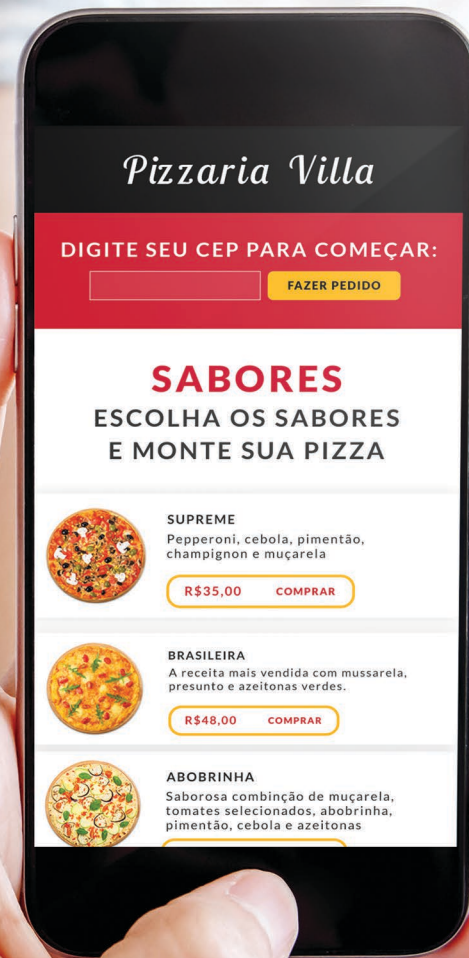 Pizzaria Villa
DIGITE SEU CEP PARA COMEÇAR:
FAZER PEDIDO
SABORES
ESCOLHA OS SABORES
E MONTE SUA PIZZA
SUPREME
Pepperoni, cebola, pimentão,
champignon e muçarela
R$35,00 COMPRAR
BRASILEIRA
A receita mais vendida com mussarela,
presunto e azeitonas verdes.
R$48,00 COMPRAR
ABOBRINHA
Saborosa combinção de muçarela,
tomates selecionados, abobrinha,
pimentão, cebola e azeitonas